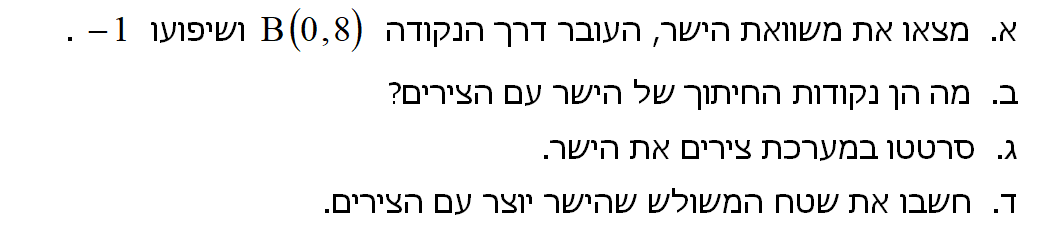 א. מצאו את משוואת הישר, העובר דרך הנקודה B(0,8) ושיפועו −1 .
ב. מה הן נקודות החיתוך של הישר עם הצירים?
ג. סרטטו במערכת צירים את הישר.
ד. חשבו את שטח המשולש שהישר יוצר עם הצירים.